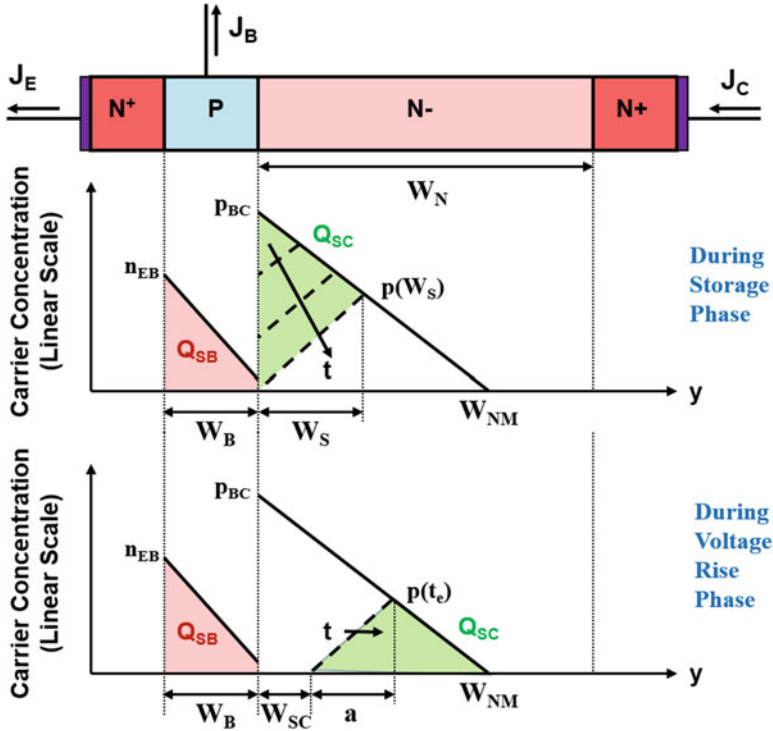 J_B
J_E
J_C
N+
P
N-
N+
W_N
Carrier Concentration
(Linear Scale)
p_BC
Q_SC
n_EB
p(W_S)
Q_SB
t
y
W_B
W_S
W_NM
During
Storage
Phase
Carrier Concentration
(Linear Scale)
p_BC
n_EB
p(t_e)
t
Q_SC
Q_SB
y
W_B
W_SC
a
W_NM
During
Voltage
Rise
Phase